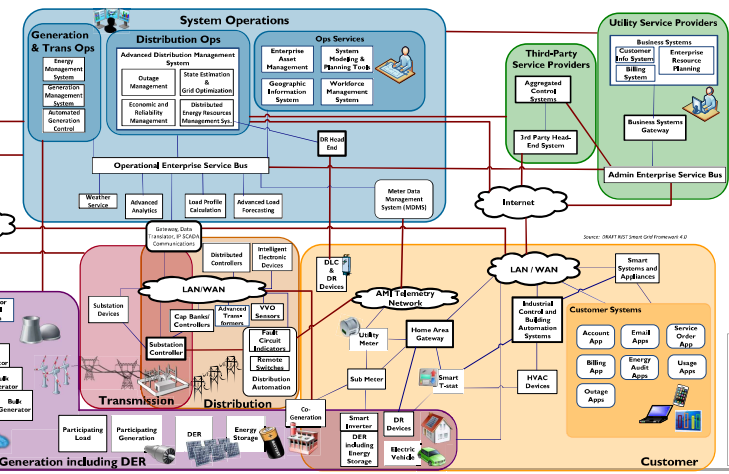 System Operations
Generation
& Trans Ops
Energy
Management
System
Generation
Management
System
Automated
Generation
Control
Distribution Ops
Advanced Distribution Management
System
Outage
Management
State Estimation &
Grid Optimization
Economic and
Reliability
Management
Distributed
Energy Resources
Management Sys.
Ops Services
Enterprise
Asset
Management
System
Modeling &
Planning Tools
Geographic
Information
System
Workforce
Management
System
DR Head
End
Operational Enterprise Service Bus
Weather
Service
Advanced
Analytics
Load Profile
Calculation
Advanced Load
Forecasting
Meter Data
Management
System (MDMS)
Third-Party
Service Providers
Aggregated
Control
Systems
3rd Party Head-
End System
Utility Service Providers
Business Systems
Customer
Info System
Billing
System
Enterprise
Resource
Planning
Business Systems
Gateway
Admin Enterprise Service Bus
Internet
Source: DRAFT NIST Smart Grid Framework 4.0
Gateway, Data
Translator, IP SCADA
Communications
Distributed
Controllers
Intelligent
Electronic
Devices
LAN/WAN
Substation
Devices
Cap Banks/
Controllers
Advanced
Trans-
formers
VVO
Sensors
Substation
Controller
Fault
Circuit
Indicators
Remote
Switches
Distribution
Automation
Transmission
Distribution
DLC
&
DR
Devices
AMI Telemetry
Network
LAN / WAN
Smart
Systems and
Appliances
Utility
Meter
Home Area
Gateway
Industrial
Control and
Building
Automation
Systems
Sub Meter
Smart
T-stat
HVAC
Devices
Customer Systems
Account
App
Email
Apps
Service
Order
App
Billing
App
Energy
Audit
Apps
Usage
Apps
Outage
Apps
Bulk
Generator
Participating
Load
Participating
Generation
DER
Energy
Storage
Co-
Generation
Smart
Inverter
DER
including
Energy
Storage
DR
Devices
Electric
Vehicle
Generation including DER
Customer